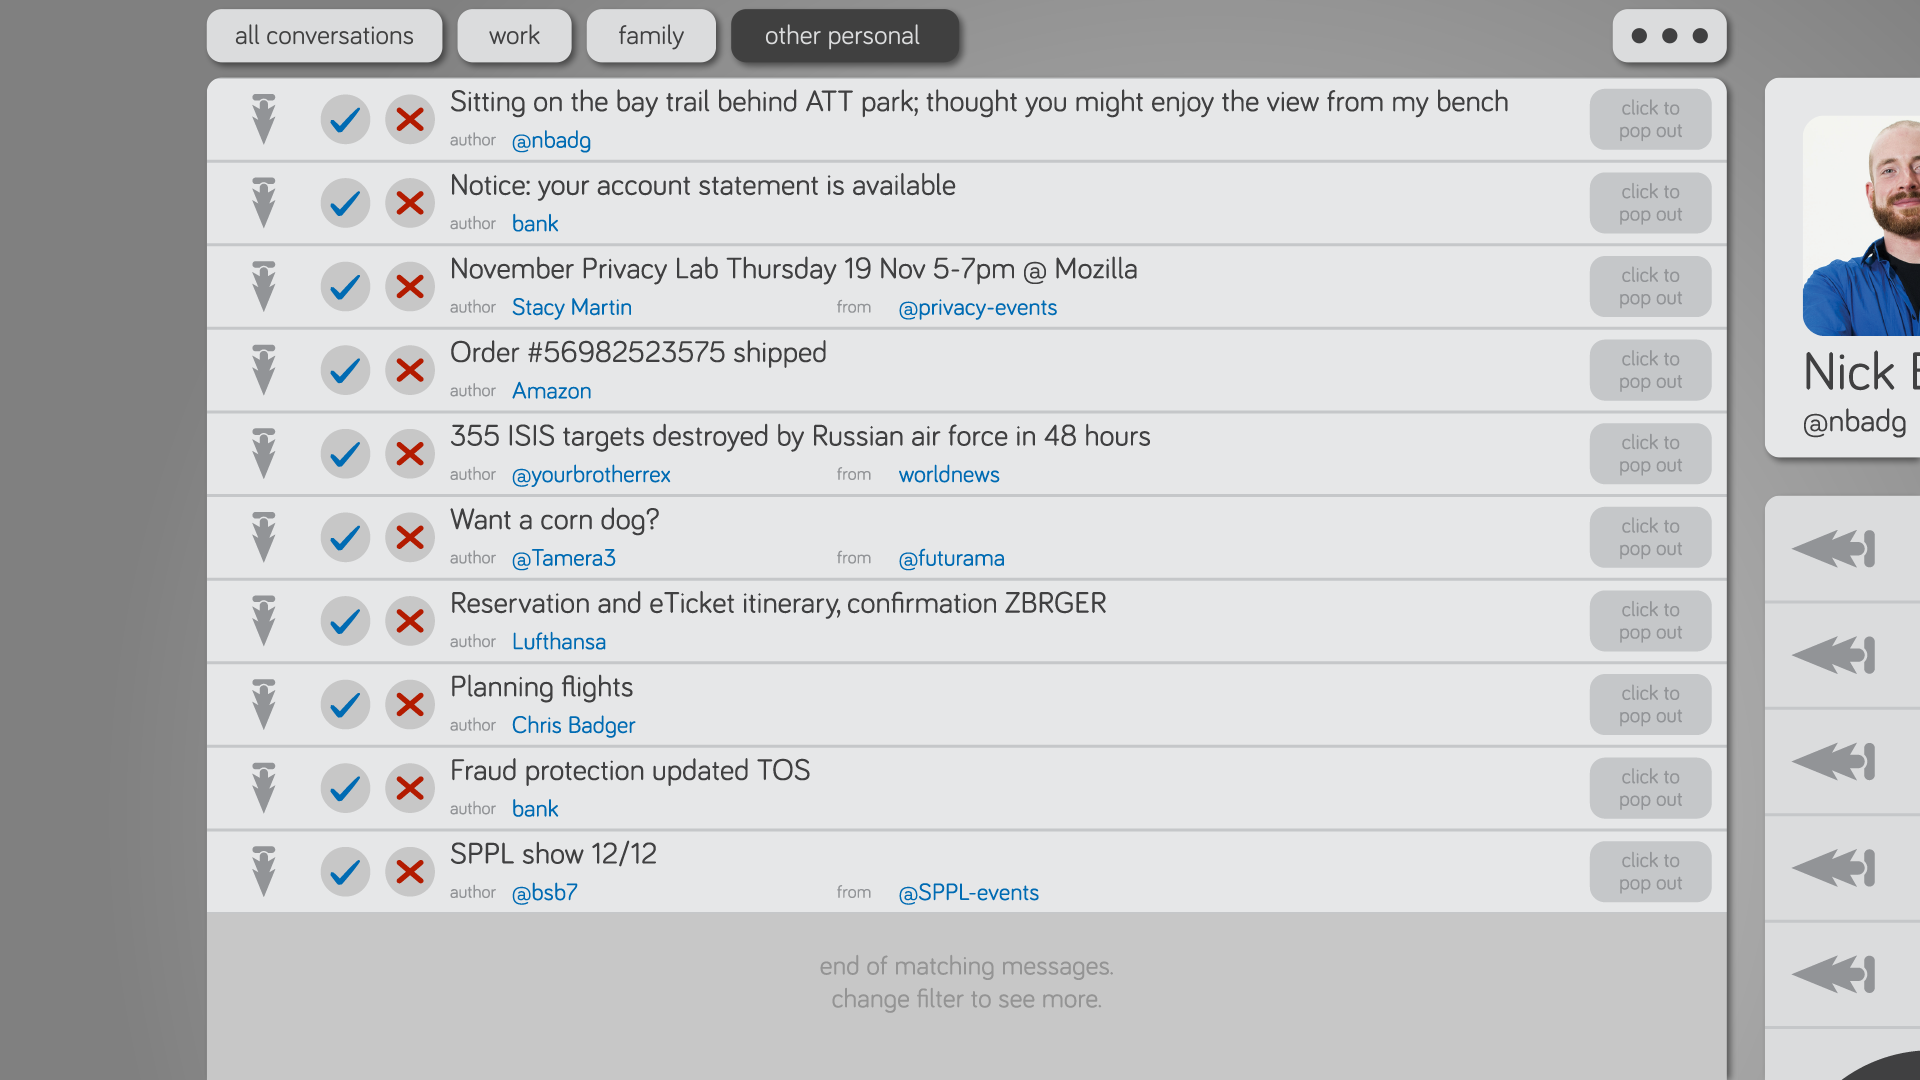 all conversations
work
family
other personal
Sitting on the bay trail behind ATT park; thought you might enjoy the view from my bench
author @nbadg
click to
pop out
Notice: your account statement is available
author bank
click to
pop out
November Privacy Lab Thursday 19 Nov 5-7pm @ Mozilla
author Stacy Martin from @privacy-events
click to
pop out
Order #56982523575 shipped
author Amazon
click to
pop out
355 ISIS targets destroyed by Russian air force in 48 hours
author @yourbrotherrex from worldnews
click to
pop out
Want a corn dog?
author @Tamera3 from @futurama
click to
pop out
Reservation and eTicket itinerary, confirmation ZBRGER
author Lufthansa
click to
pop out
Planning flights
author Chris Badger
click to
pop out
Fraud protection updated TOS
author bank
click to
pop out
SPPL show 12/12
author @bsb7 from @SPPL-events
click to
pop out
end of matching messages.
change filter to see more.
Nick
@nbadg